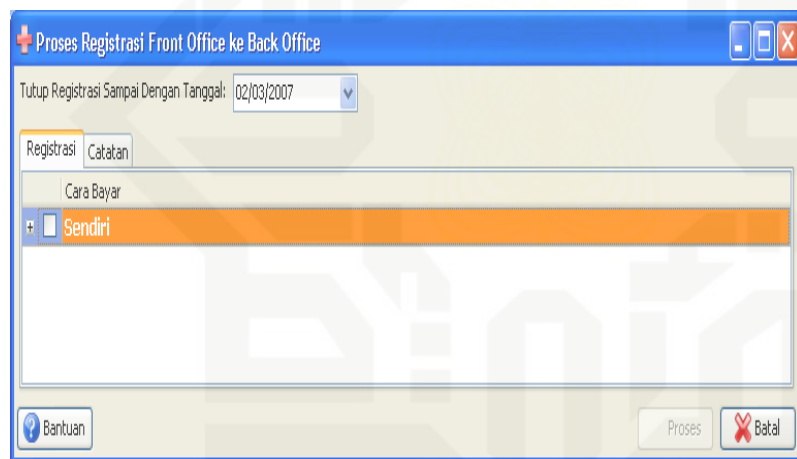 Proses Registrasi Front Office ke Back Office
Tutup Registrasi Sampai Dengan Tanggal: 02/03/2007
Registrasi Catatan
Cara Bayar
Sendiri
Bantuan Proses Batal